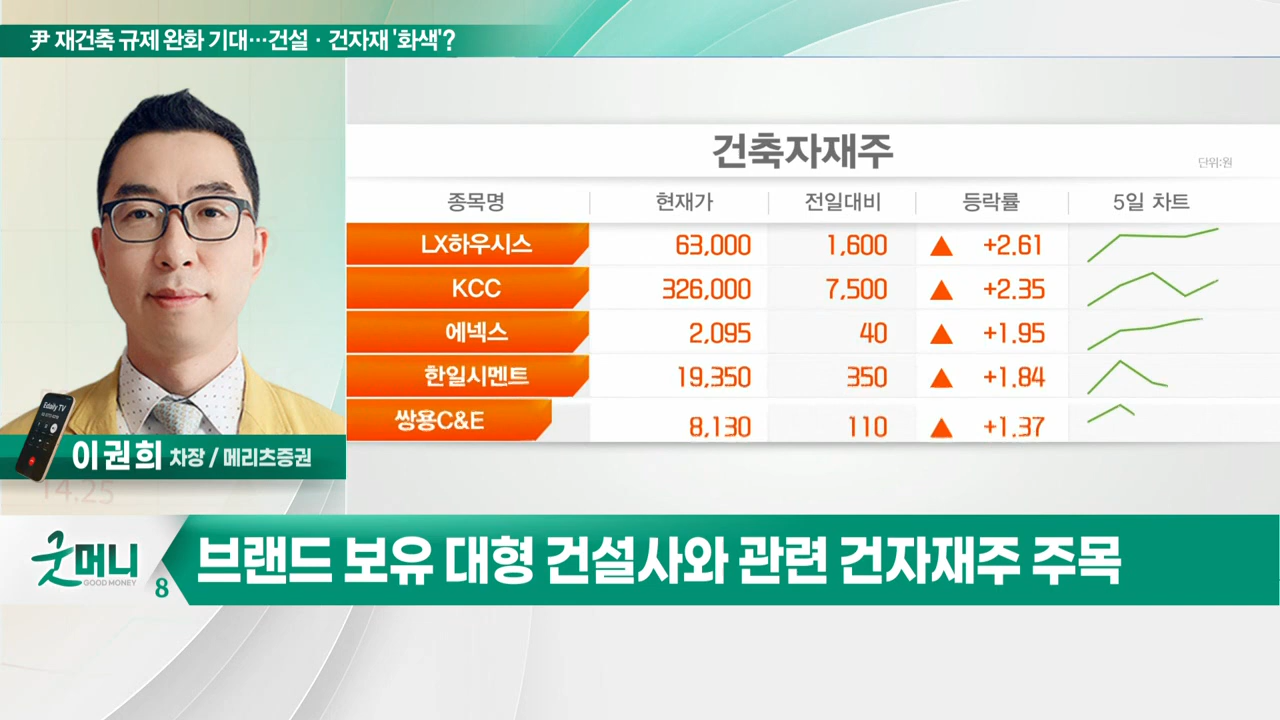 尹 재건축 규제 완화 기대…건설·건자재 '화색'?
건축자재주
단위:원
종목명 현재가 전일대비 등락률 5일 차트
LX하우시스 63,000 1,600 ▲ +2.61
KCC 326,000 7,500 ▲ +2.35
에넥스 2,095 40 ▲ +1.95
한일시멘트 19,350 350 ▲ +1.84
쌍용C&E 8,130 110 ▲ +1.37
Edaily TV
이권희 차장 / 메리츠증권
14.25
굿머니
GOOD MONEY
8
브랜드 보유 대형 건설사와 관련 건자재주 주목